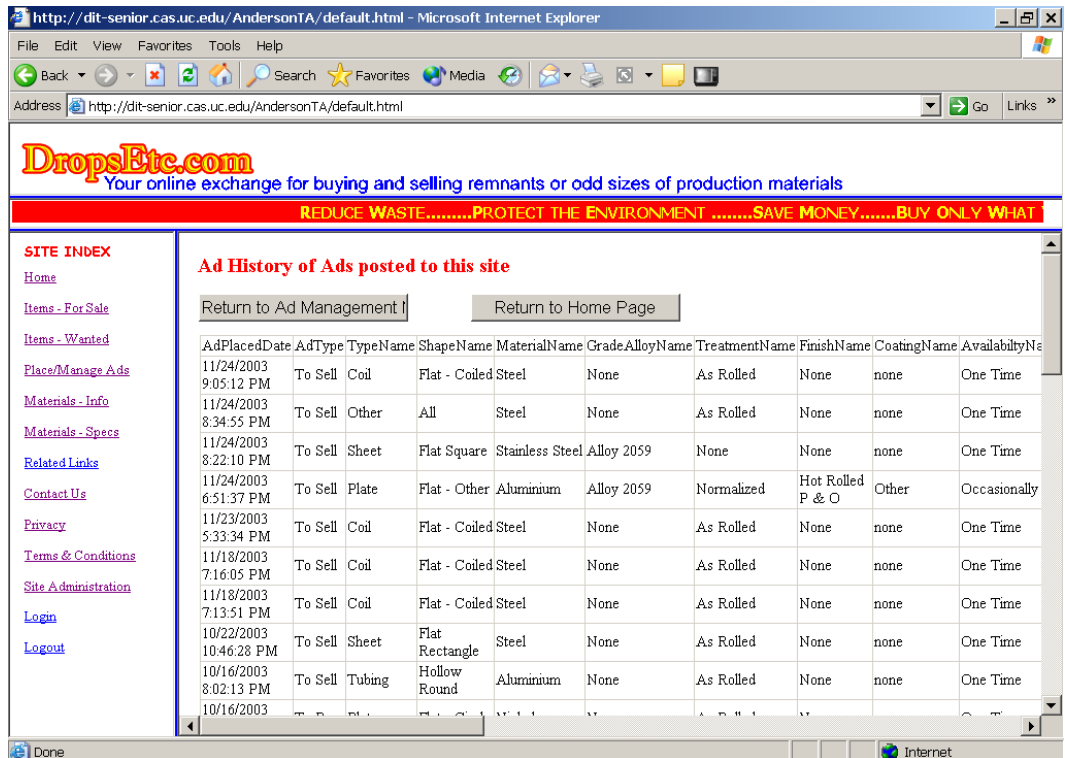 http://dit-senior.cas.uc.edu/AndersonTA/default.html - Microsoft Internet Explorer
File Edit View Favorites Tools Help
Back Search Favorites Media
Address http://dit-senior.cas.uc.edu/AndersonTA/default.html Go Links »
DropsEtc.com
Your online exchange for buying and selling remnants or odd sizes of production materials
REDUCE WASTE.........PROTECT THE ENVIRONMENT ........SAVE MONEY.......BUY ONLY WHAT
SITE INDEX
Home
Items - For Sale
Items - Wanted
Place/Manage Ads
Materials - Info
Materials - Specs
Related Links
Contact Us
Privacy
Terms & Conditions
Site Administration
Login
Logout
Ad History of Ads posted to this site
Return to Ad Management Return to Home Page
AdPlacedDate AdType TypeName ShapeName MaterialName GradeAlloyName TreatmentName FinishName CoatingName AvailabiltyNa
11/24/2003 9:05:12 PM To Sell Coil Flat - Coiled Steel None As Rolled None none One Time
11/24/2003 8:34:55 PM To Sell Other All Steel None As Rolled None none One Time
11/24/2003 8:22:10 PM To Sell Sheet Flat Square Stainless Steel Alloy 2059 None None none One Time
11/24/2003 6:51:37 PM To Sell Plate Flat - Other Aluminium Alloy 2059 Normalized Hot Rolled P & O Other Occasionally
11/23/2003 5:33:34 PM To Sell Coil Flat - Coiled Steel None As Rolled None none One Time
11/18/2003 7:16:05 PM To Sell Coil Flat - Coiled Steel None As Rolled None none One Time
11/18/2003 7:13:51 PM To Sell Coil Flat - Coiled Steel None As Rolled None none One Time
10/22/2003 10:46:28 PM To Sell Sheet Flat Rectangle Steel None As Rolled None none One Time
10/16/2003 8:02:13 PM To Sell Tubing Hollow Round Aluminium None As Rolled None none One Time
10/16/2003
Done Internet